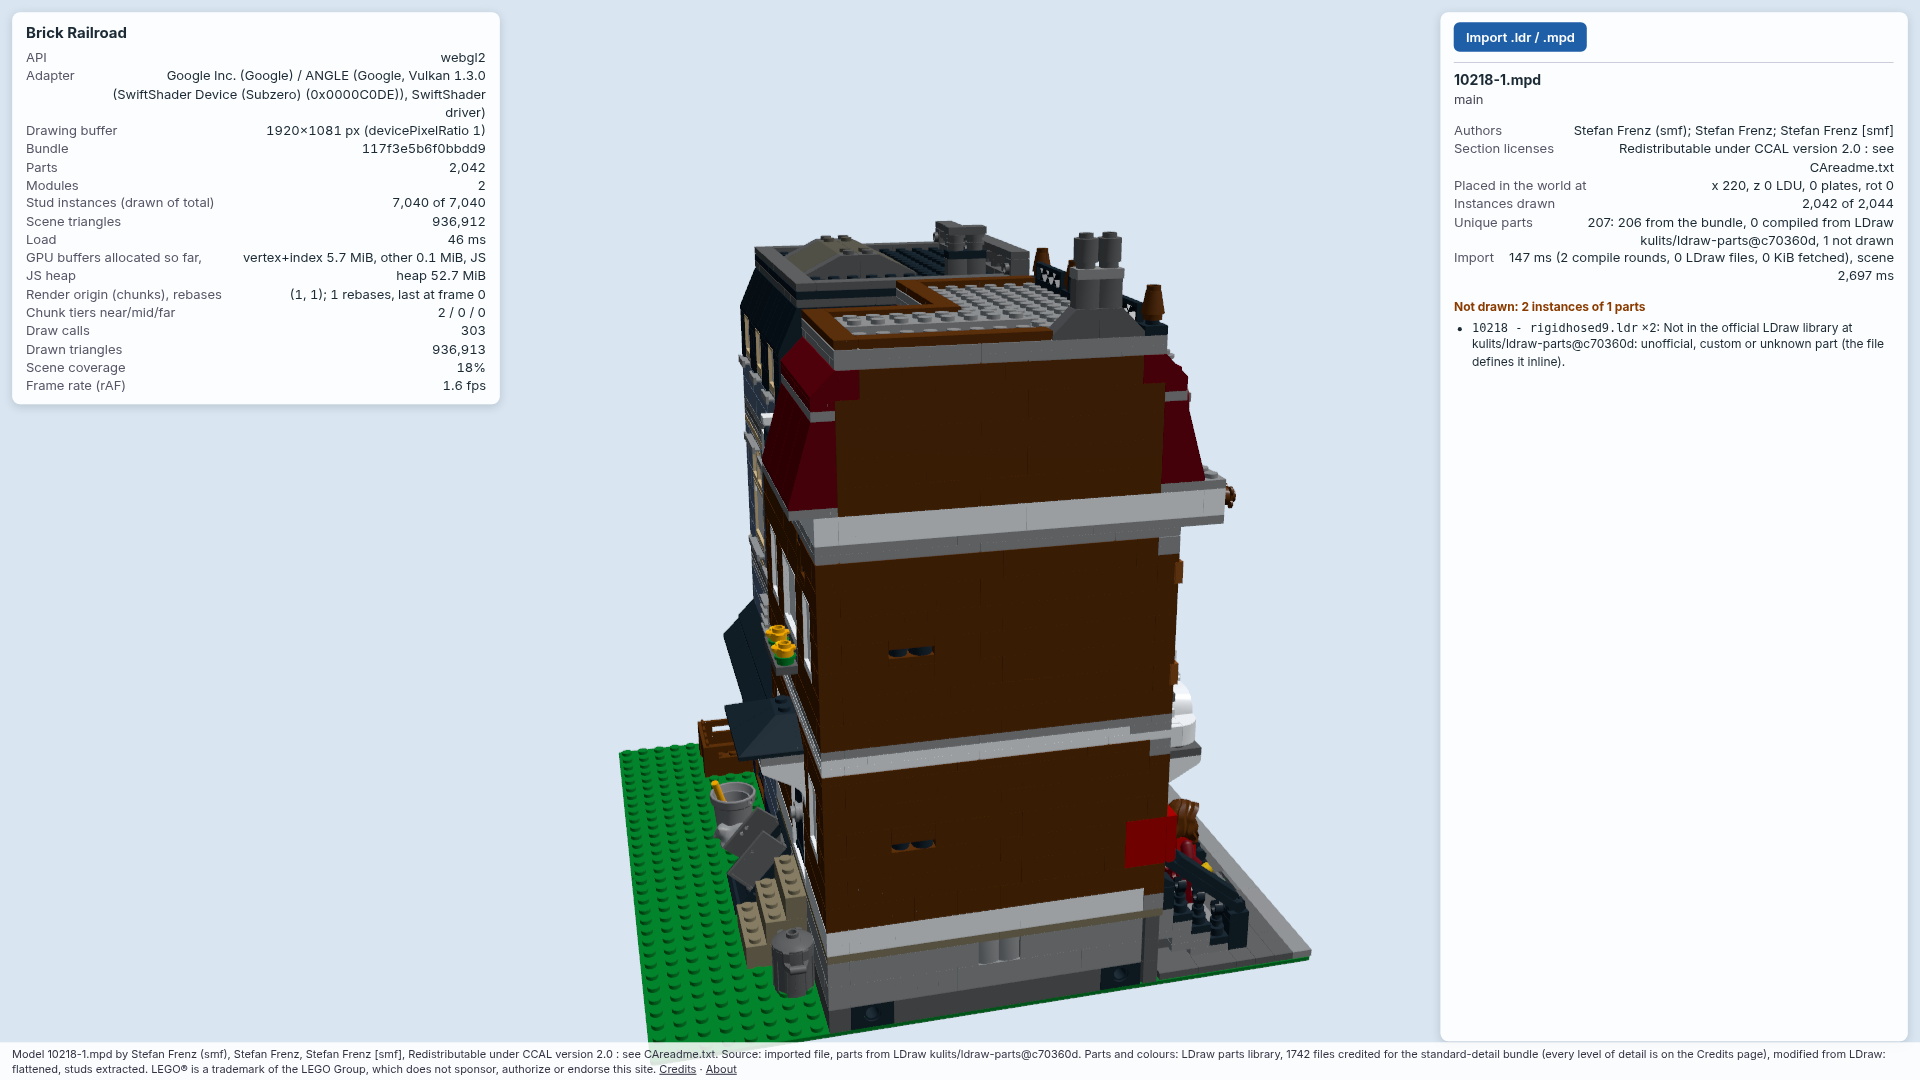 Brick Railroad
API webgl2
Adapter Google Inc. (Google) / ANGLE (Google, Vulkan 1.3.0
(SwiftShader Device (Subzero) (0x0000C0DE)), SwiftShader
driver)
Drawing buffer 1920×1081 px (devicePixelRatio 1)
Bundle 117f3e5b6f0bbdd9
Parts 2,042
Modules 2
Stud instances (drawn of total) 7,040 of 7,040
Scene triangles 936,912
Load 46 ms
GPU buffers allocated so far, vertex+index 5.7 MiB, other 0.1 MiB, JS
JS heap heap 52.7 MiB
Render origin (chunks), rebases (1, 1); 1 rebases, last at frame 0
Chunk tiers near/mid/far 2 / 0 / 0
Draw calls 303
Drawn triangles 936,913
Scene coverage 18%
Frame rate (rAF) 1.6 fps
Import .ldr / .mpd
10218-1.mpd
main
Authors Stefan Frenz (smf); Stefan Frenz; Stefan Frenz [smf]
Section licenses Redistributable under CCAL version 2.0 : see
CAreadme.txt
Placed in the world at x 220, z 0 LDU, 0 plates, rot 0
Instances drawn 2,042 of 2,044
Unique parts 207: 206 from the bundle, 0 compiled from LDraw
kulits/ldraw-parts@c70360d, 1 not drawn
Import 147 ms (2 compile rounds, 0 LDraw files, 0 KiB fetched), scene
2,697 ms
Not drawn: 2 instances of 1 parts
• 10218 - rigidhosed9.ldr ×2: Not in the official LDraw library at
kulits/ldraw-parts@c70360d: unofficial, custom or unknown part (the file
defines it inline).
Model 10218-1.mpd by Stefan Frenz (smf), Stefan Frenz, Stefan Frenz [smf], Redistributable under CCAL version 2.0 : see CAreadme.txt. Source: imported file, parts from LDraw kulits/ldraw-parts@c70360d. Parts and colours: LDraw parts library, 1742 files credited for the standard-detail bundle (every level of detail is on the Credits page), modified from LDraw:
flattened, studs extracted. LEGO® is a trademark of the LEGO Group, which does not sponsor, authorize or endorse this site. Credits · About